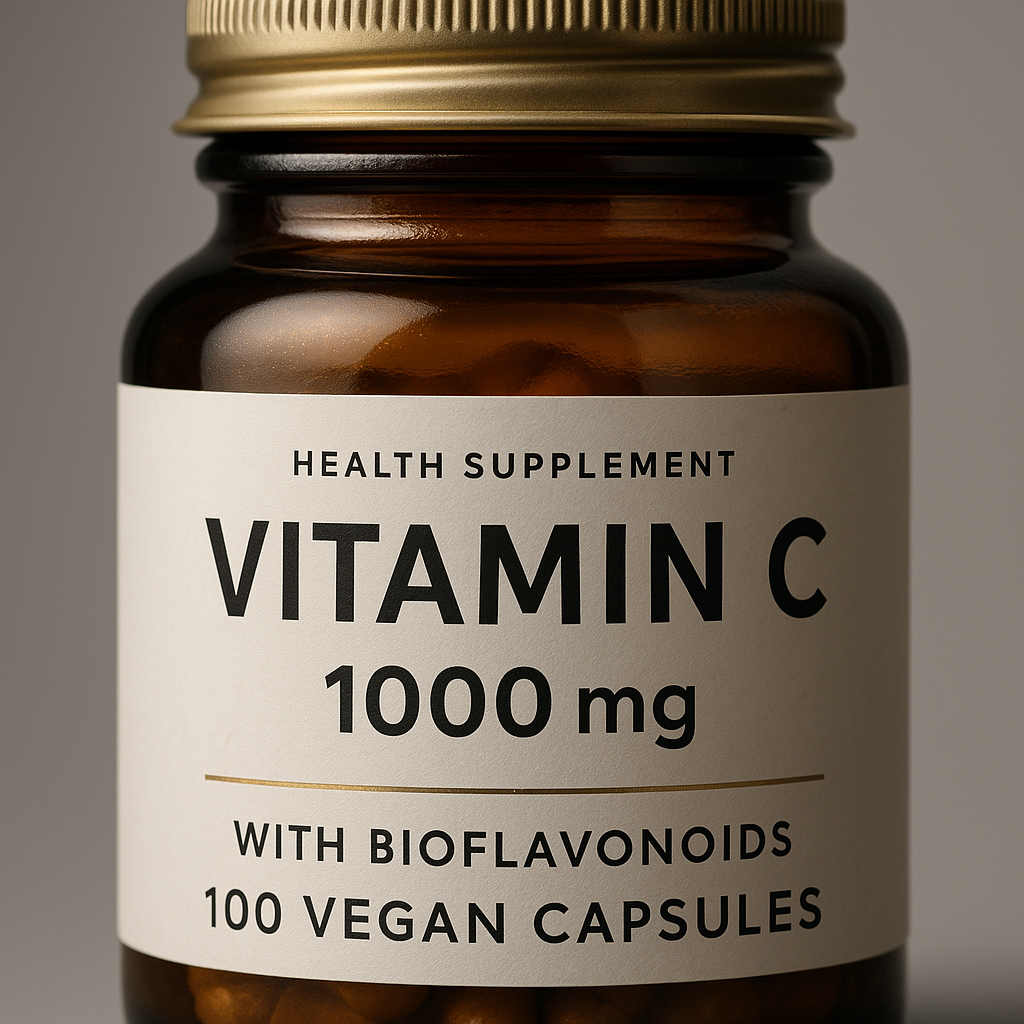 HEALTH SUPPLEMENT
VITAMIN C
1000 mg
WITH BIOFLAVONOIDS
100 VEGAN CAPSULES